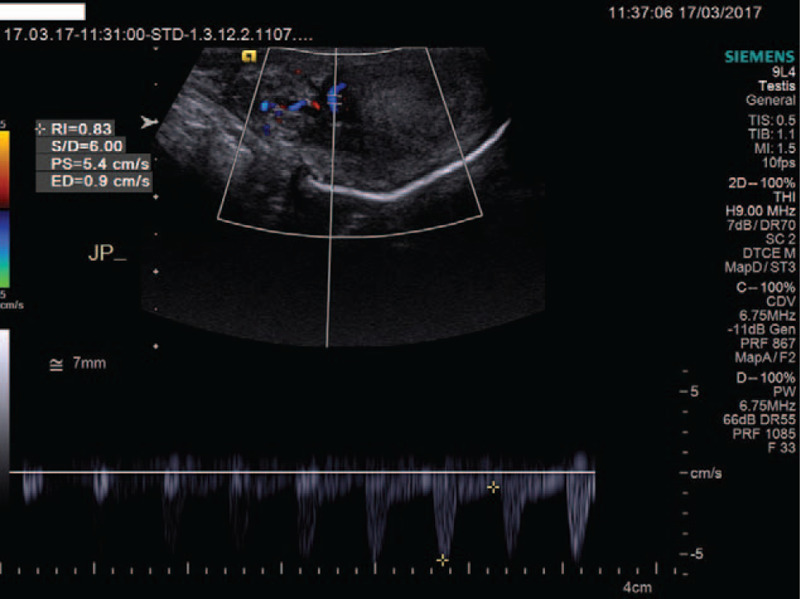 11:37:06 17/03/2017
17.03.17-11:31:00-STD-1.3.12.2.1107....
SIEMENS
9L4
Testis
General
TIS: 0.5
TIB: 1.1
MI: 1.5
10fps
2D--100%
THI
H9.00 MHz
7dB/DR70
SC 2
DTCE M
MapD/ST3
C--100%
CDV
6.75MHz
-11dB Gen
PRF 867
MapA/F2
D--100%
PW
6.75MHz
66dB DR55
PRF 1085
F 33
5
RI=0.83
S/D=6.00
PS=5.4 cm/s
ED=0.9 cm/s
JP_
5
cm/s
≅ 7mm
-5
-cm/s
--5
4cm